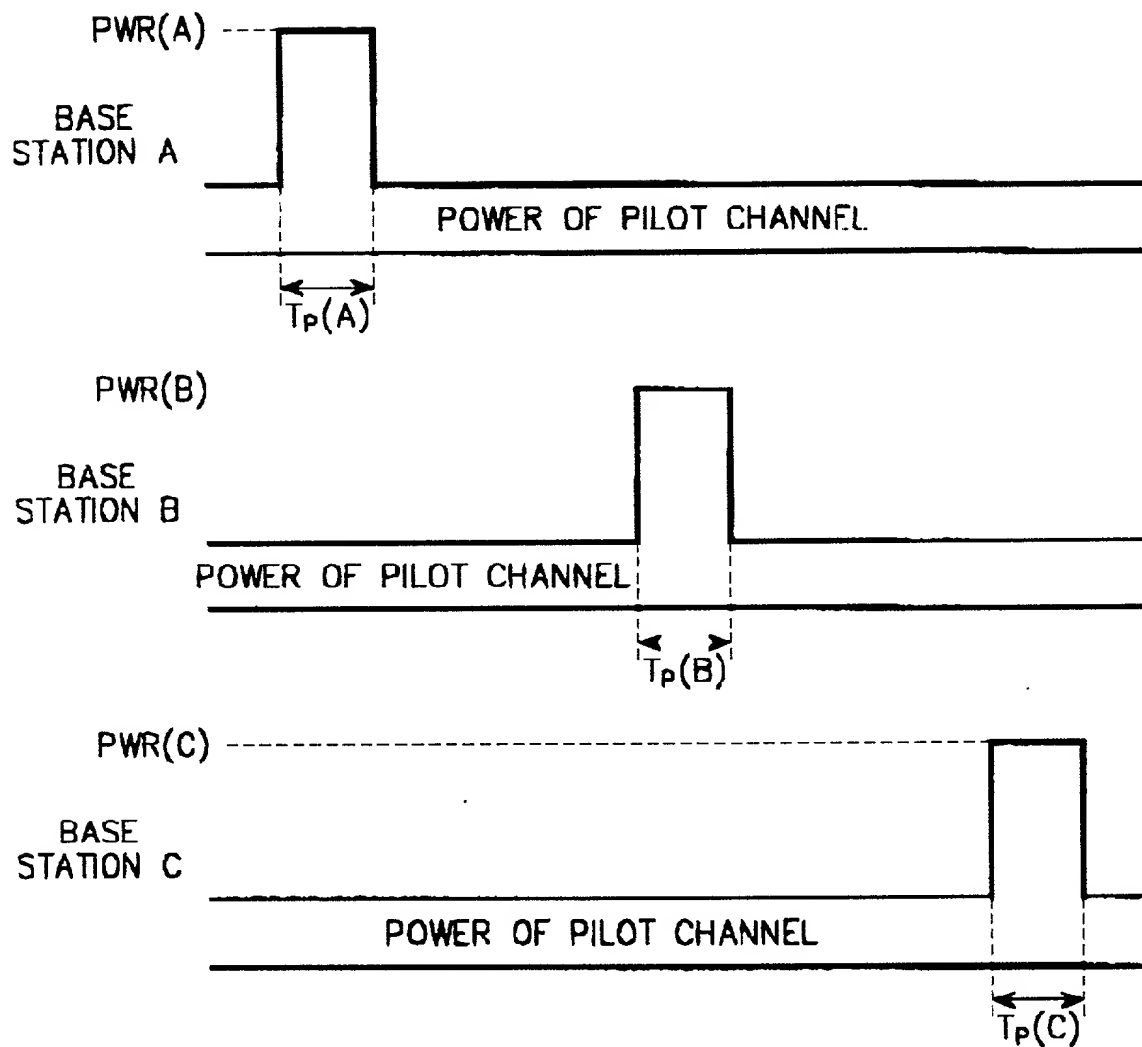 PWR(A)
BASE
STATION A
POWER OF PILOT CHANNEL
Tp(A)
PWR(B)
BASE
STATION B
POWER OF PILOT CHANNEL
Tp(B)
PWR(C)
BASE
STATION C
POWER OF PILOT CHANNEL
Tp(C)